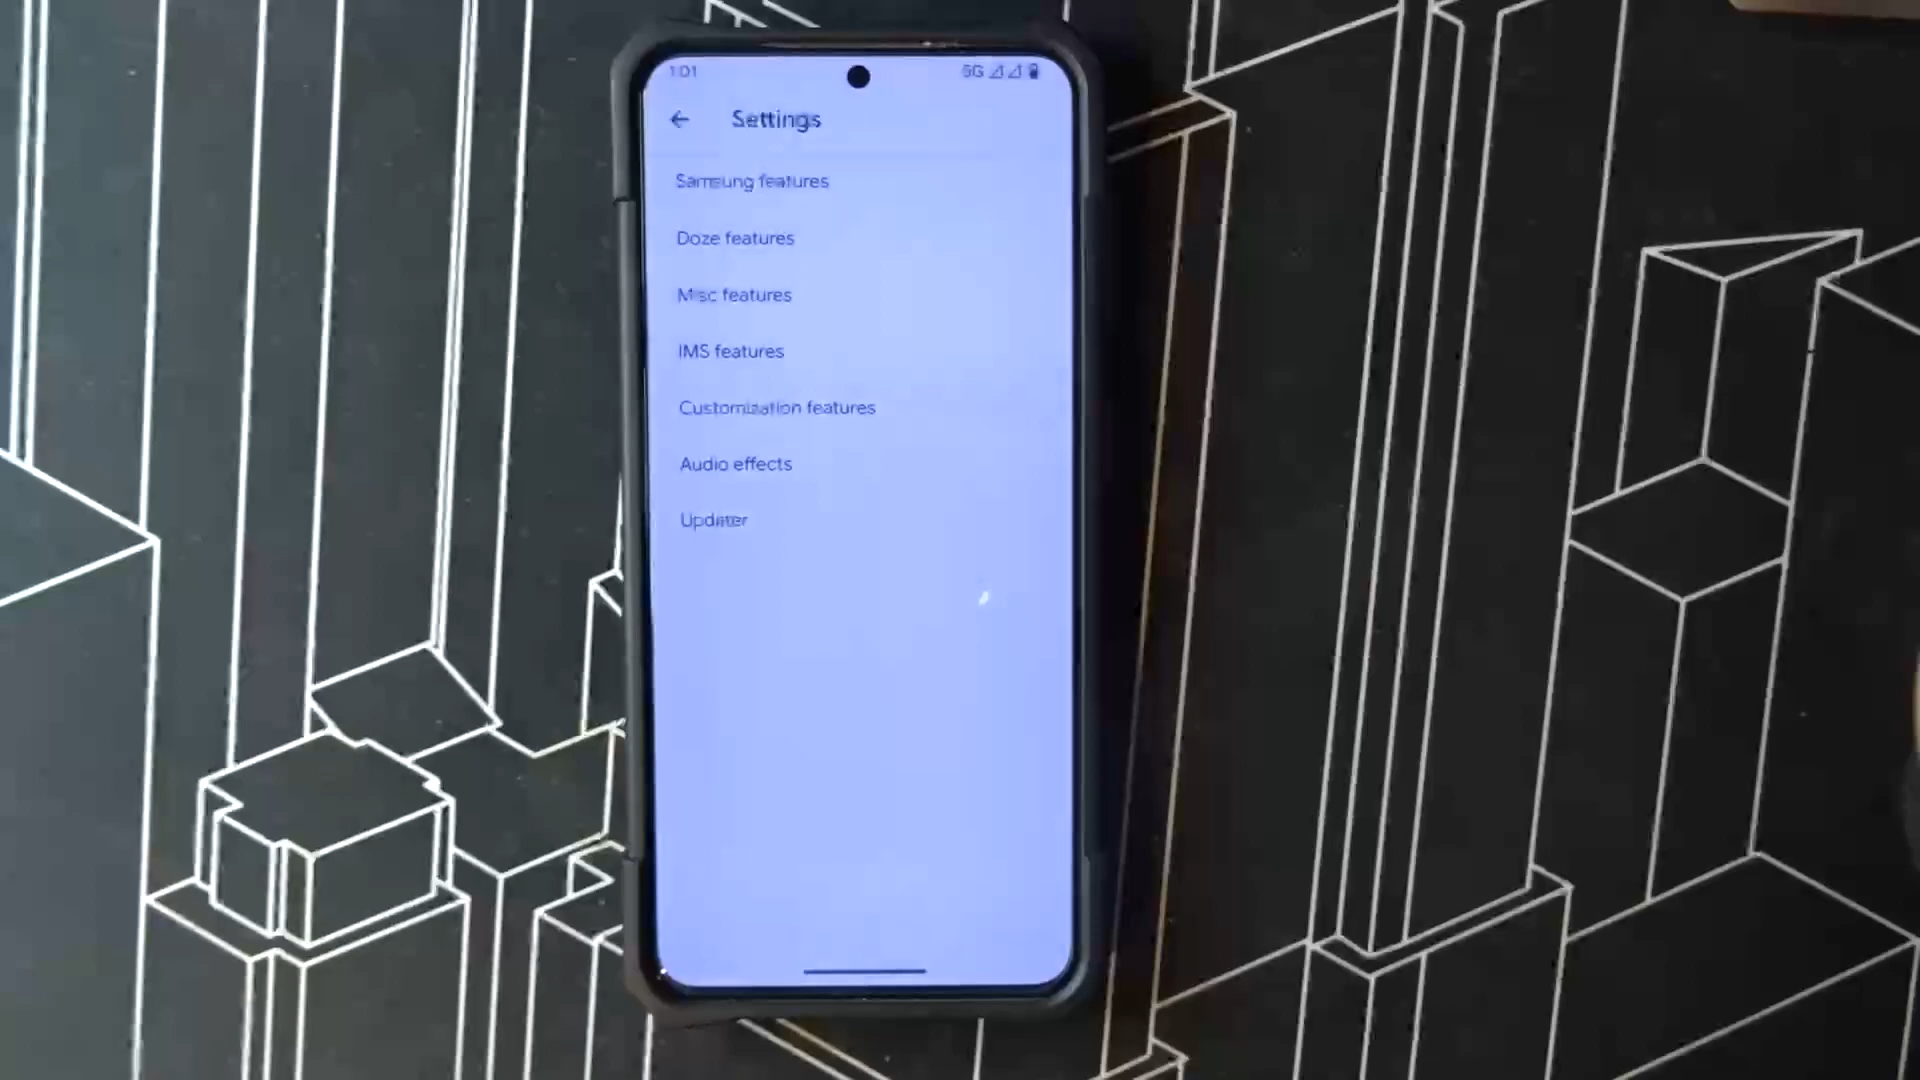 1:01
5G
Settings
Samsung features
Doze features
Misc features
IMS features
Customization features
Audio effects
Updater